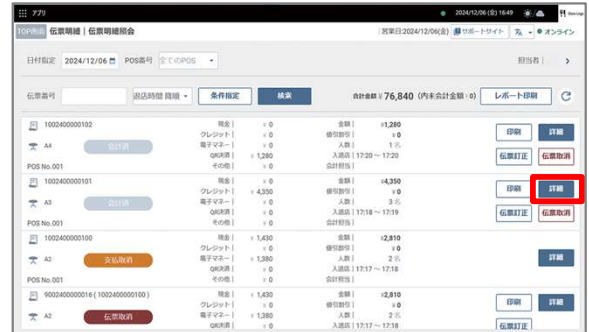 アプリ 2024/12/06(金) 16:49
TOP画面 伝票明細 | 伝票明細照会 営業日:2024/12/06(金) サポートサイト オンライン
日付指定 2024/12/06 POS番号 全てのPOS 担当者 |
伝票番号 退店時間 降順 条件指定 検索 合計金額 ¥ 76,840 (内未会計金額: 0) レポート印刷
1002400000102 現金 | ¥ 0 金額 | ¥1,280
クレジット | ¥ 0 値引割引 | ¥ 0 印刷 詳細
A4 会計済 電子マネー | ¥ 0 人数 | 1 名
QR決済 | ¥ 1,280 入退店 | 17:20 ~ 17:20 伝票訂正 伝票取消
POS No.001 その他 | ¥ 0 会計担当 |
1002400000101 現金 | ¥ 0 金額 | ¥4,350
クレジット | ¥ 4,350 値引割引 | ¥ 0 印刷 詳細
A3 会計済 電子マネー | ¥ 0 人数 | 3 名
QR決済 | ¥ 0 入退店 | 17:18 ~ 17:19 伝票訂正 伝票取消
POS No.001 その他 | ¥ 0 会計担当 |
1002400000100 現金 | ¥ 1,430 金額 | ¥2,810
クレジット | ¥ 0 値引割引 | ¥ 0
A2 支払取消 電子マネー | ¥ 1,380 人数 | 2 名 詳細
QR決済 | ¥ 0 入退店 | 17:17 ~ 17:18
POS No.001 その他 | ¥ 0 会計担当 |
9002400000016 ( 1002400000100 ) 現金 | ¥ 1,430 金額 | ¥2,810
クレジット | ¥ 0 値引割引 | ¥ 0 印刷 詳細
A2 伝票取消 電子マネー | ¥ 1,380 人数 | 2 名
QR決済 | ¥ 0 入退店 | 17:17 ~ 17:18 伝票訂正